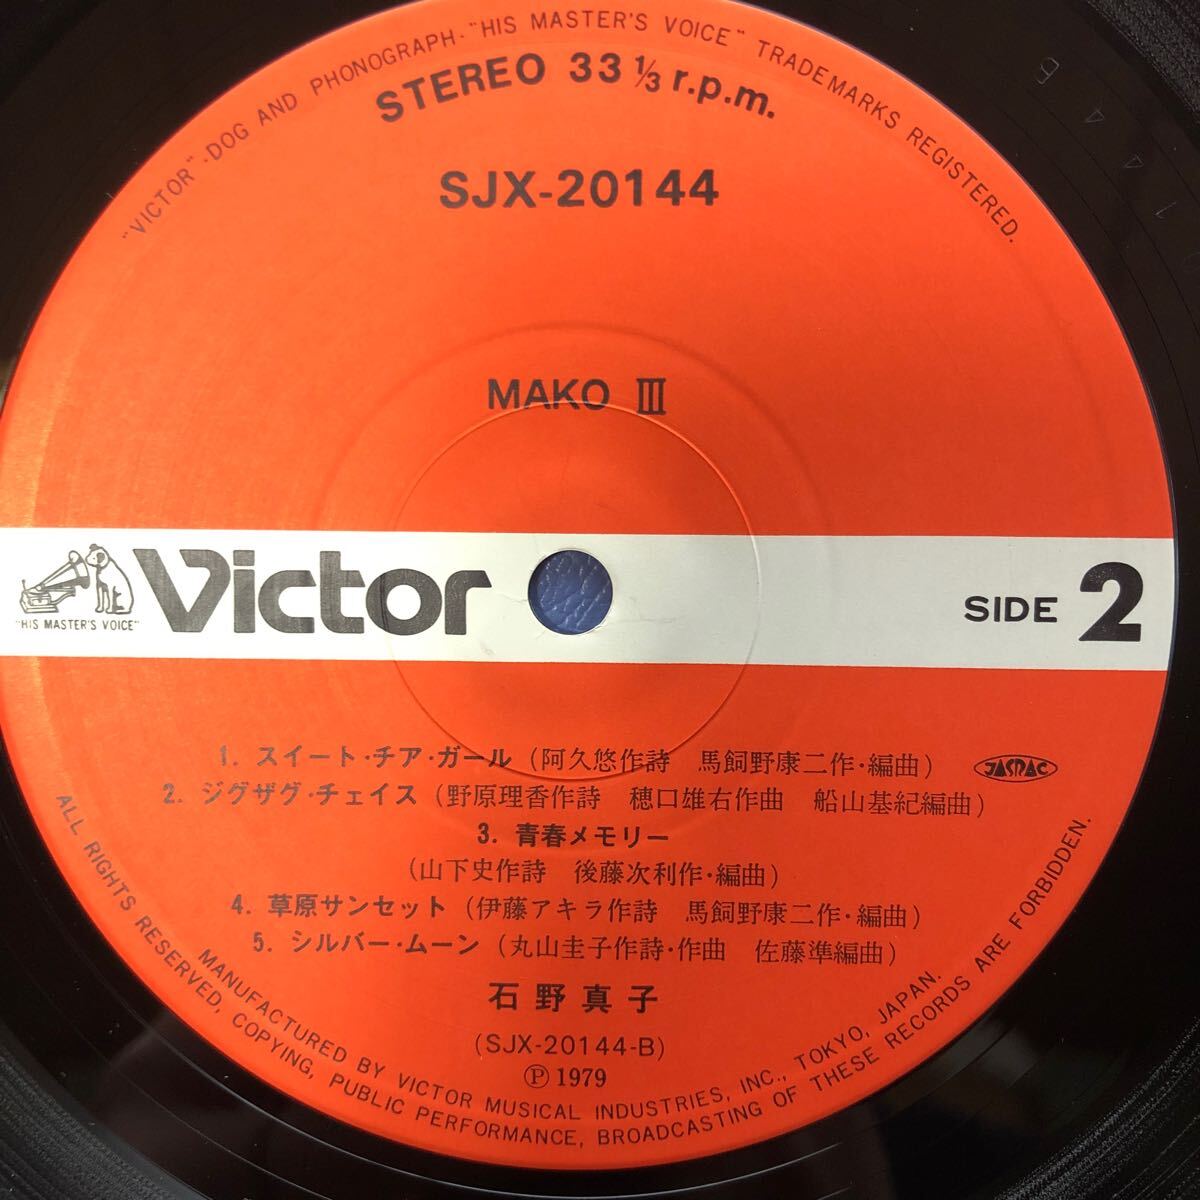 "VICTOR"·DOG AND PHONOGRAPH·"HIS MASTER'S VOICE" TRADEMARKS REGISTERED.
STEREO 33 1/3 r.p.m.
SJX-20144
MAKO III
"HIS MASTER'S VOICE"
Victor
SIDE 2
1. スイート・チア・ガール (阿久悠作詩 馬飼野康二作・編曲)
JASRAC
2. ジグザグ・チェイス (野原理香作詩 穂口雄右作曲 船山基紀編曲)
3. 青春メモリー
(山下史作詩 後藤次利作・編曲)
4. 草原サンセット (伊藤アキラ作詩 馬飼野康二作・編曲)
5. シルバー・ムーン (丸山圭子作詩・作曲 佐藤準編曲)
石野真子
(SJX-20144-B)
Ⓟ 1979
MANUFACTURED BY VICTOR MUSICAL INDUSTRIES, INC., TOKYO, JAPAN.
ALL RIGHTS RESERVED, COPYING, PUBLIC PERFORMANCE, BROADCASTING OF THESE RECORDS ARE FORBIDDEN.